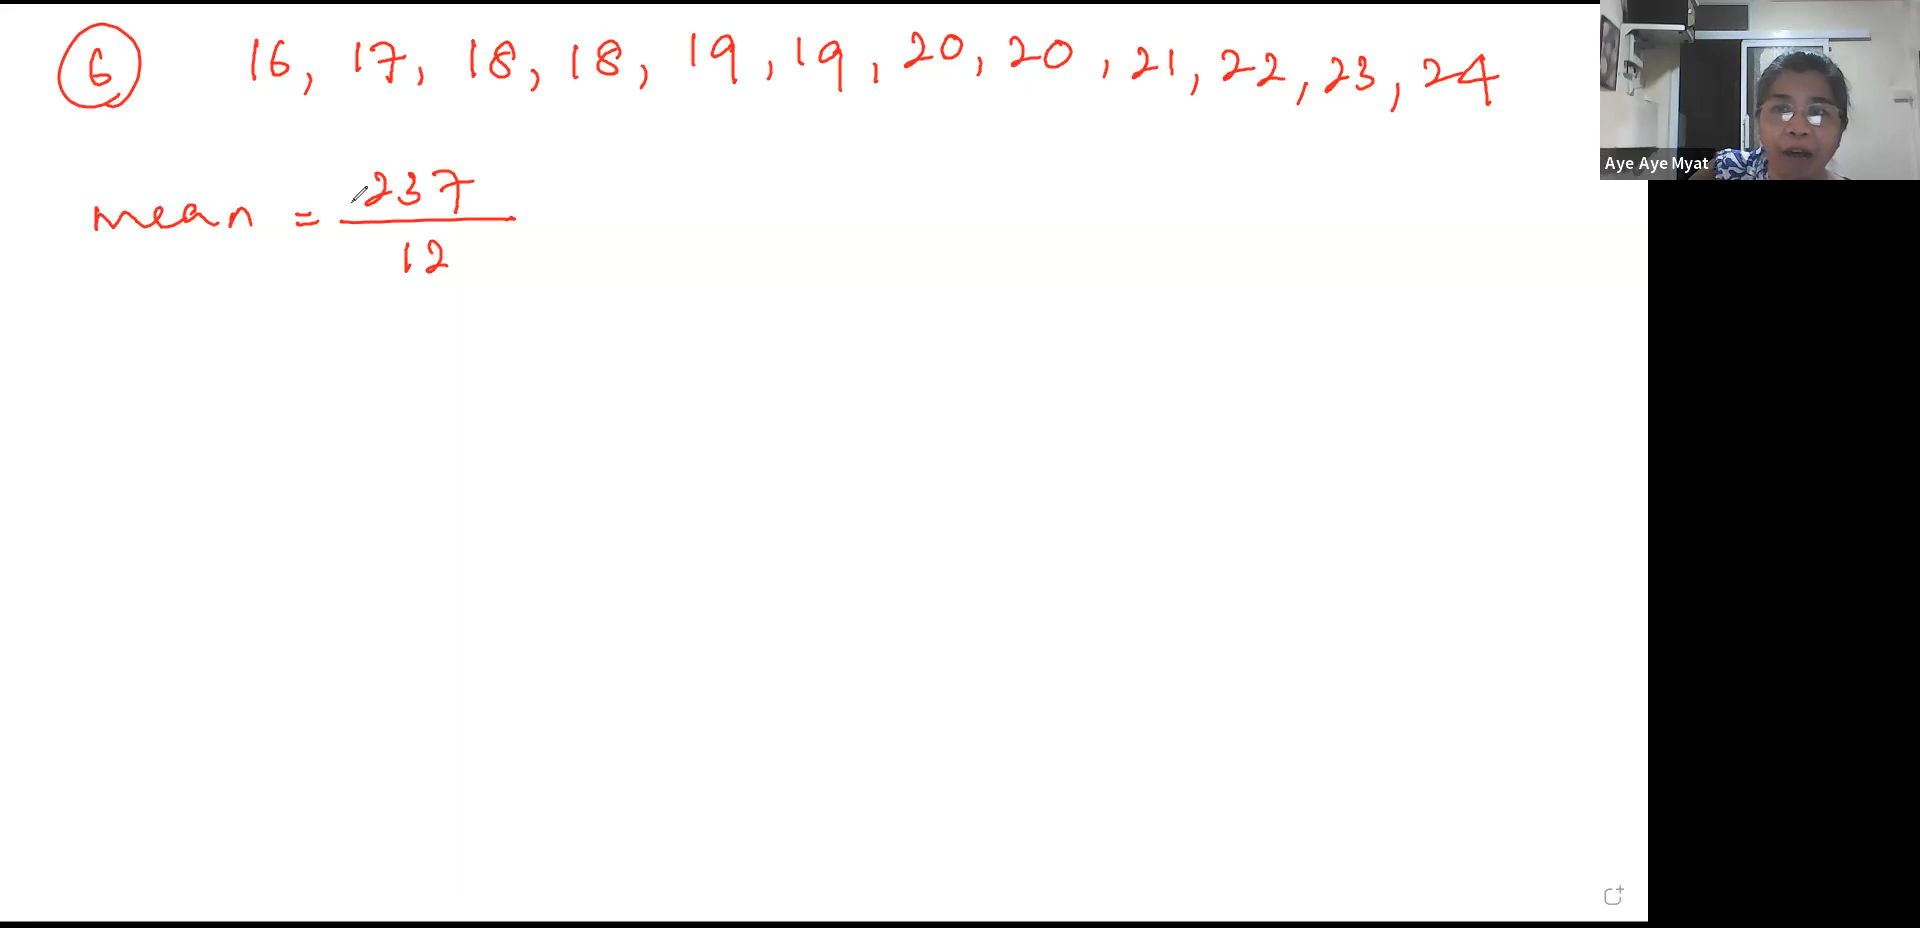 6 16, 17, 18, 18, 19, 19, 20, 20, 21, 22, 23, 24
mean = 237
12
Aye Aye Myat